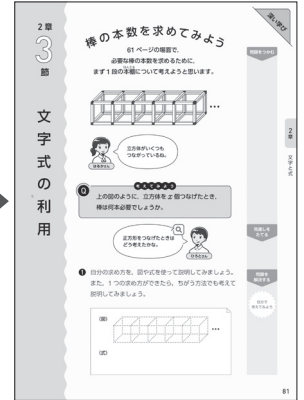 深い学び
2章
3
節
文字式の利用
棒の本数を求めてみよう
61 ページの場面で,
必要な棒の本数を求めるために,
まず1段の本棚について考えようと思います。
問題をつかむ
立方体がいくつも
つながっているね。
はるかさん
2章
文字と式
Q
考えてみよう
上の図のように, 立方体を x 個つなげたとき,
棒は何本必要でしょうか。
正方形をつなげたときは
どう考えたかな。
ひろとさん
見通しを
立てる
❶ 自分の求め方を, 図や式を使って説明してみましょう。
また, 1つの求め方ができたら, ちがう方法でも考えて
説明してみましょう。
問題を
解決する
自分で
考えてみよう
(図)
(式)
81